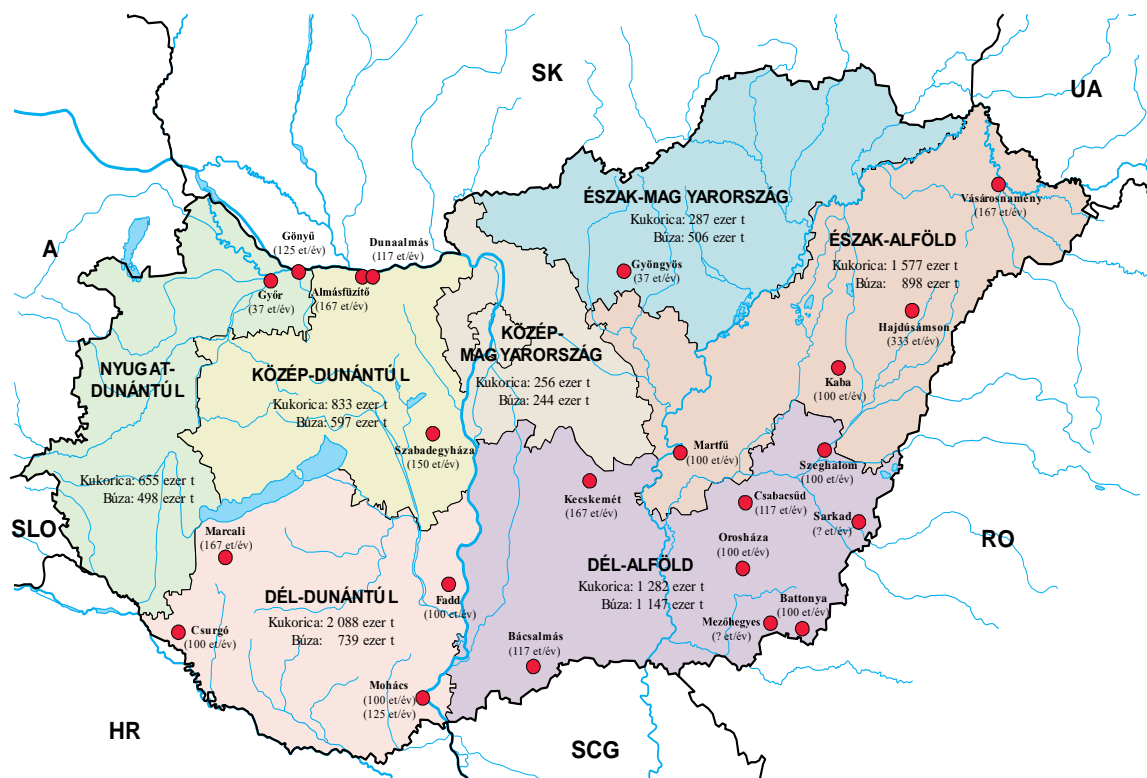 SK
UA
A
ÉSZAK-MAGYARORSZÁG
Kukorica: 287 ezer t
Búza: 506 ezer t
Vásárosnamény
(167 et/év)
ÉSZAK-ALFÖLD
Kukorica: 1 577 ezer t
Búza: 898 ezer t
Gönyü
(125 et/év)
Dunaalmás
(117 et/év)
Gyöngyös
(37 et/év)
Győr
(37 et/év)
Almásfüzítő
(167 et/év)
Hajdúsámson
(333 et/év)
KÖZÉP-
MAGYARORSZÁG
Kukorica: 256 ezer t
Búza: 244 ezer t
NYUGAT-
DUNÁNTÚL
KÖZÉP-DUNÁNTÚL
Kukorica: 833 ezer t
Búza: 597 ezer t
Kaba
(100 et/év)
Szabadegyháza
(150 et/év)
Martfű
(100 et/év)
Szeghalom
(100 et/év)
Kukorica: 655 ezer t
Búza: 498 ezer t
Kecskemét
(167 et/év)
Csabacsűd
(117 et/év)
Sarkad
(? et/év)
SLO
RO
Marcali
(167 et/év)
Orosháza
(100 et/év)
DÉL-ALFÖLD
Kukorica: 1 282 ezer t
Búza: 1 147 ezer t
DÉL-DUNÁNTÚL
Kukorica: 2 088 ezer t
Búza: 739 ezer t
Fadd
(100 et/év)
Battonya
(100 et/év)
Mezőhegyes
(? et/év)
Csurgó
(100 et/év)
Bácsalmás
(117 et/év)
Mohács
(100 et/év)
(125 et/év)
HR
SCG